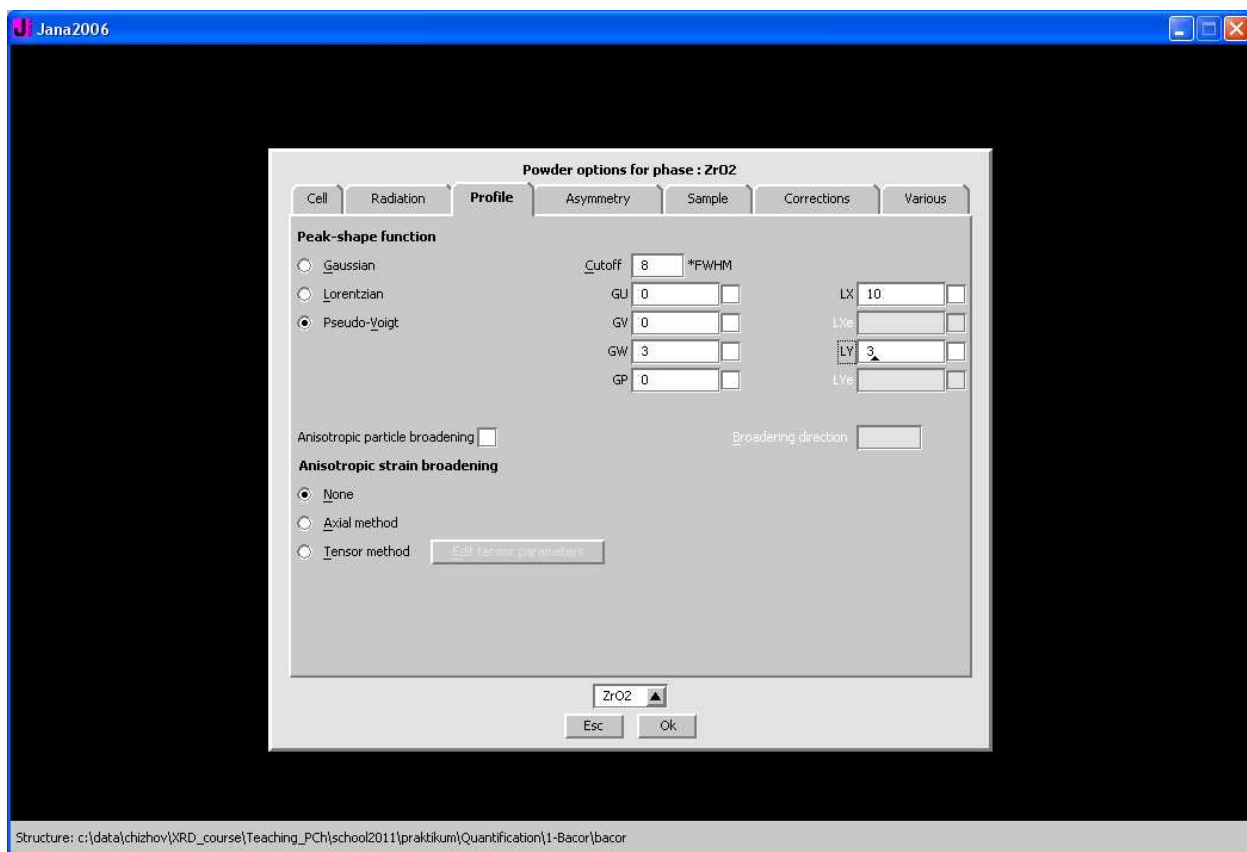 Jana2006
Powder options for phase : ZrO2
Cell Radiation Profile Asymmetry Sample Corrections Various
Peak-shape function
Gaussian Cutoff 8 *FWHM
Lorentzian GU 0 LX 10
Pseudo-Voigt GV 0 LXe
GW 3 LY 3
GP 0 LYe
Anisotropic particle broadening Broadering direction
Anisotropic strain broadening
None
Axial method
Tensor method Edit tensor parameters
ZrO2
Esc Ok
Structure: c:\data\chizhov\XRD_course\Teaching_PCh\school2011\praktikum\Quantification\1-Bacor\bacor